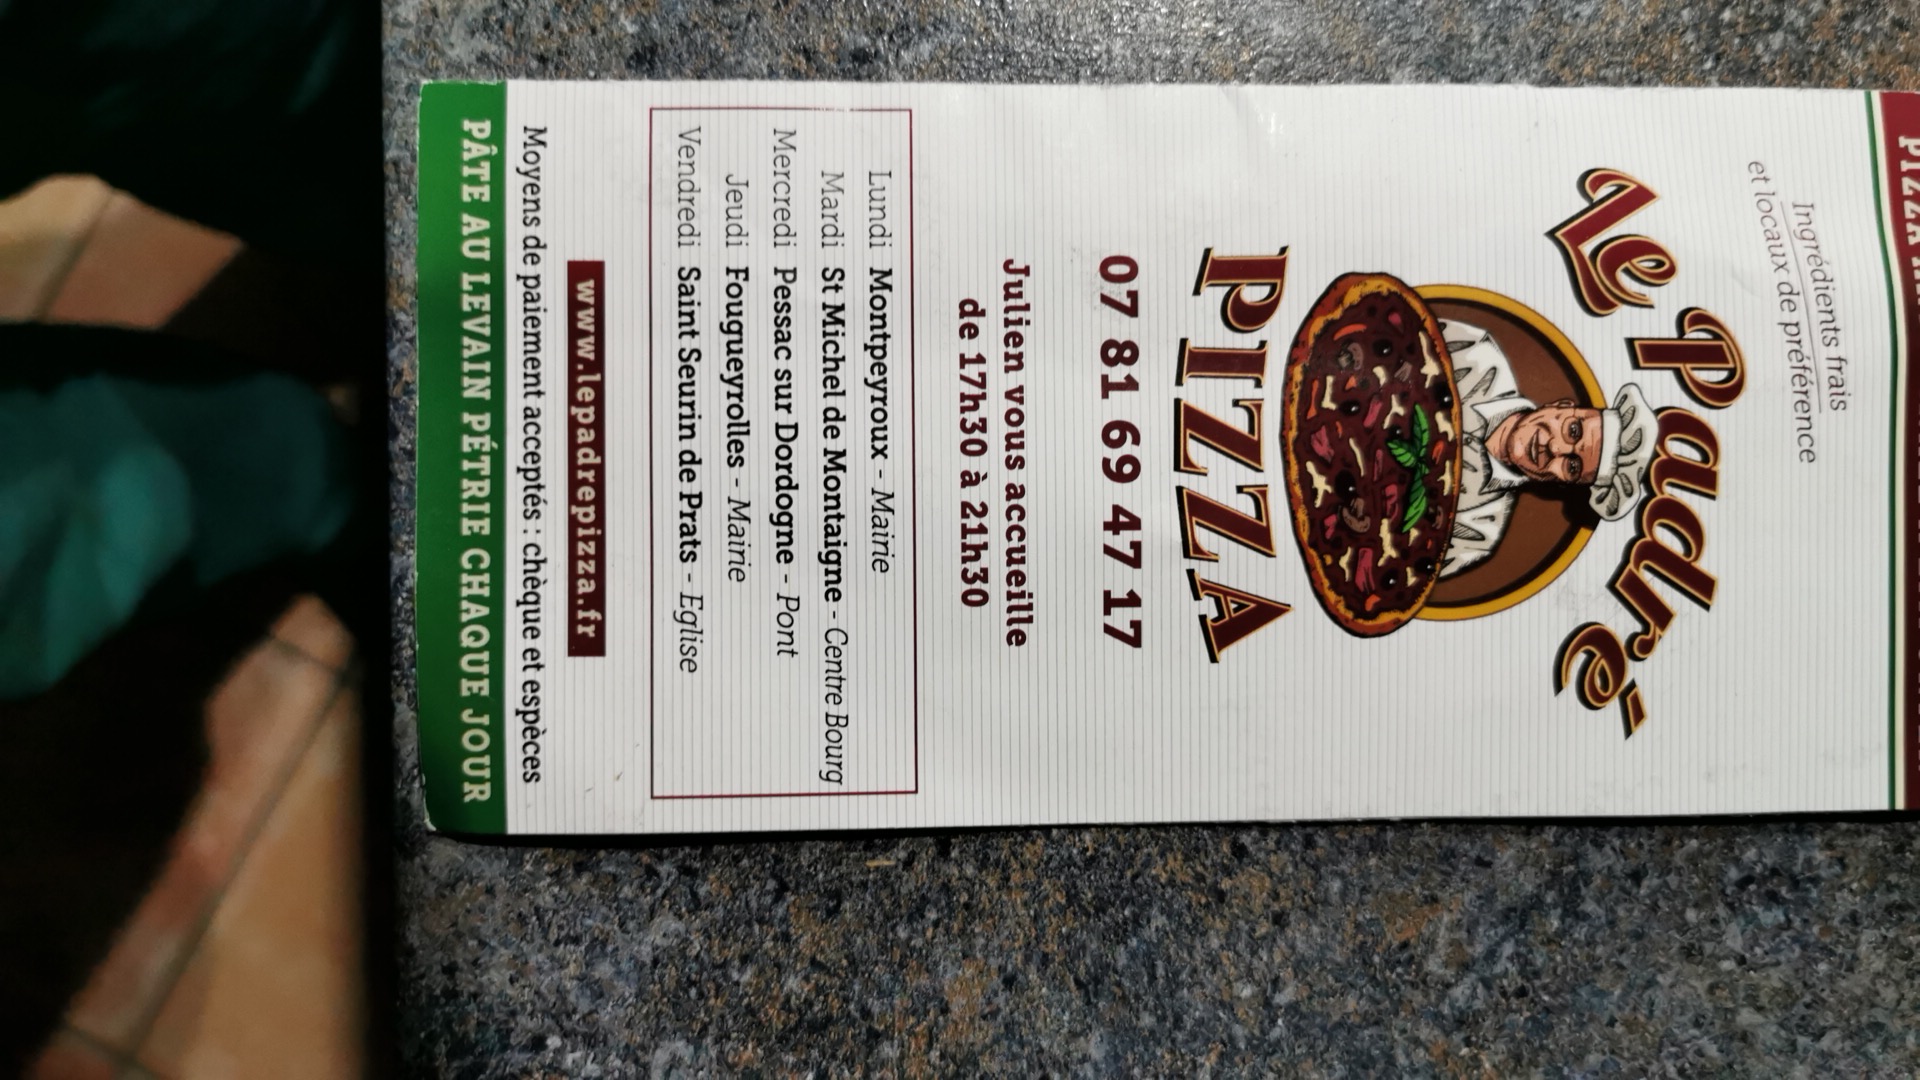 Ingrédients frais
et locaux de préférence
Le Padré
PIZZA
07 81 69 47 17
Julien vous accueille
de 17h30 à 21h30
Lundi Montpeyroux - Mairie
Mardi St Michel de Montaigne - Centre Bourg
Mercredi Pessac sur Dordogne - Pont
Jeudi Fougueyrolles - Mairie
Vendredi Saint Seurin de Prats - Eglise
www.lepadrepizza.fr
Moyens de paiement acceptés : chèque et espèces
PÂTE AU LEVAIN PÉTRIE CHAQUE JOUR